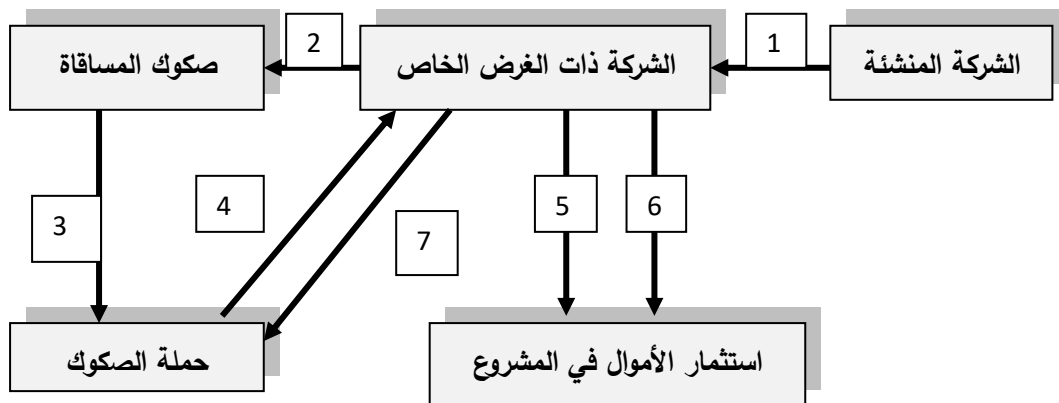 الشركة المنشئة
1
الشركة ذات الغرض الخاص
2
صكوك المساقاة
3
4
7
5
6
حملة الصكوك
استثمار الأموال في المشروع